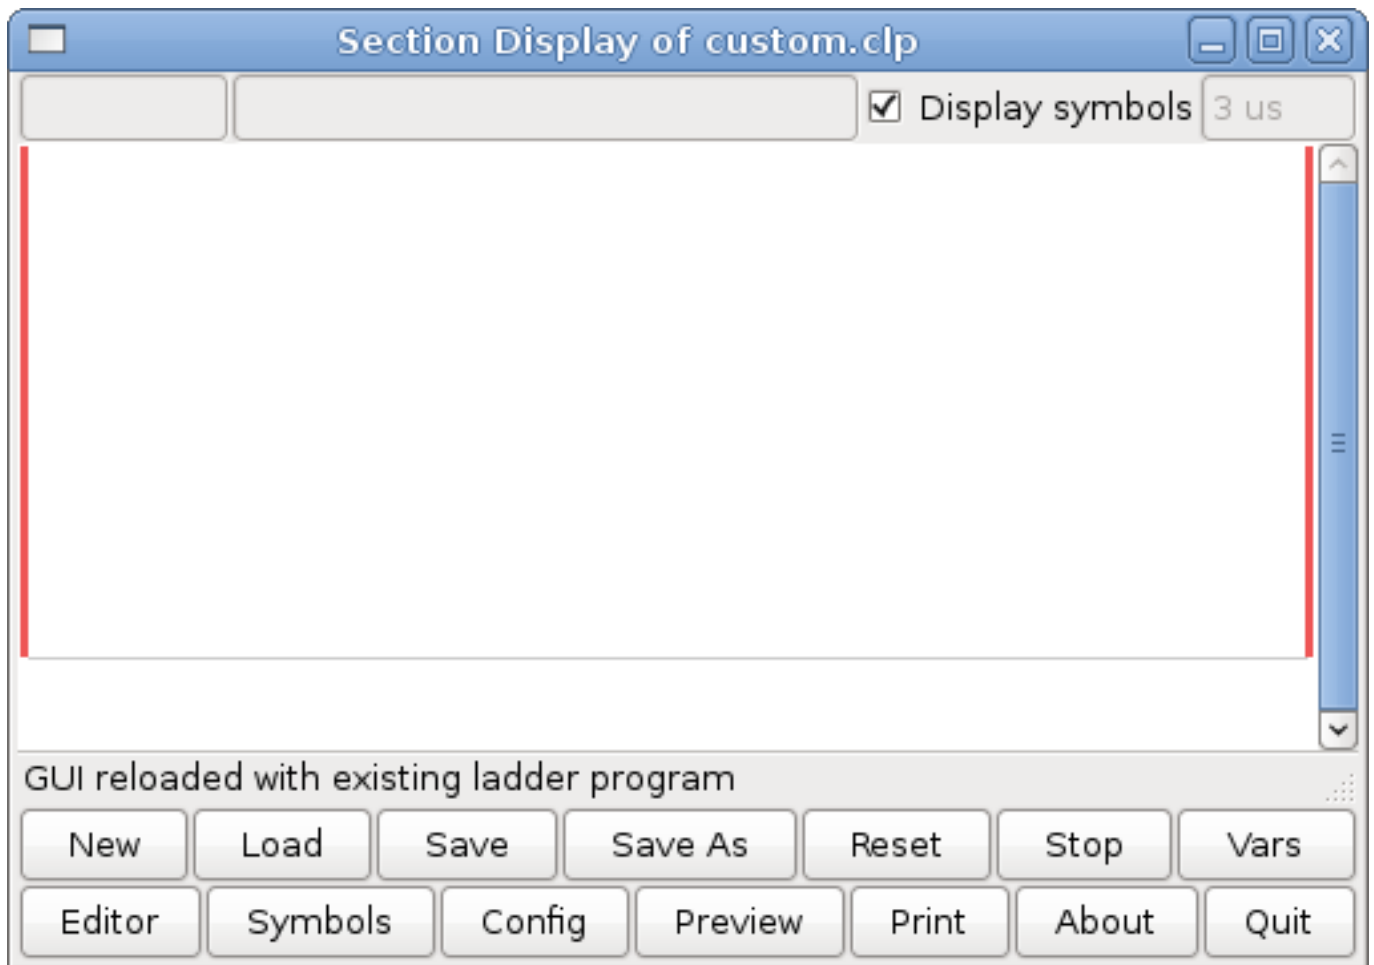 Section Display of custom.clp
Display symbols 3 us
GUI reloaded with existing ladder program
New Load Save Save As Reset Stop Vars
Editor Symbols Config Preview Print About Quit